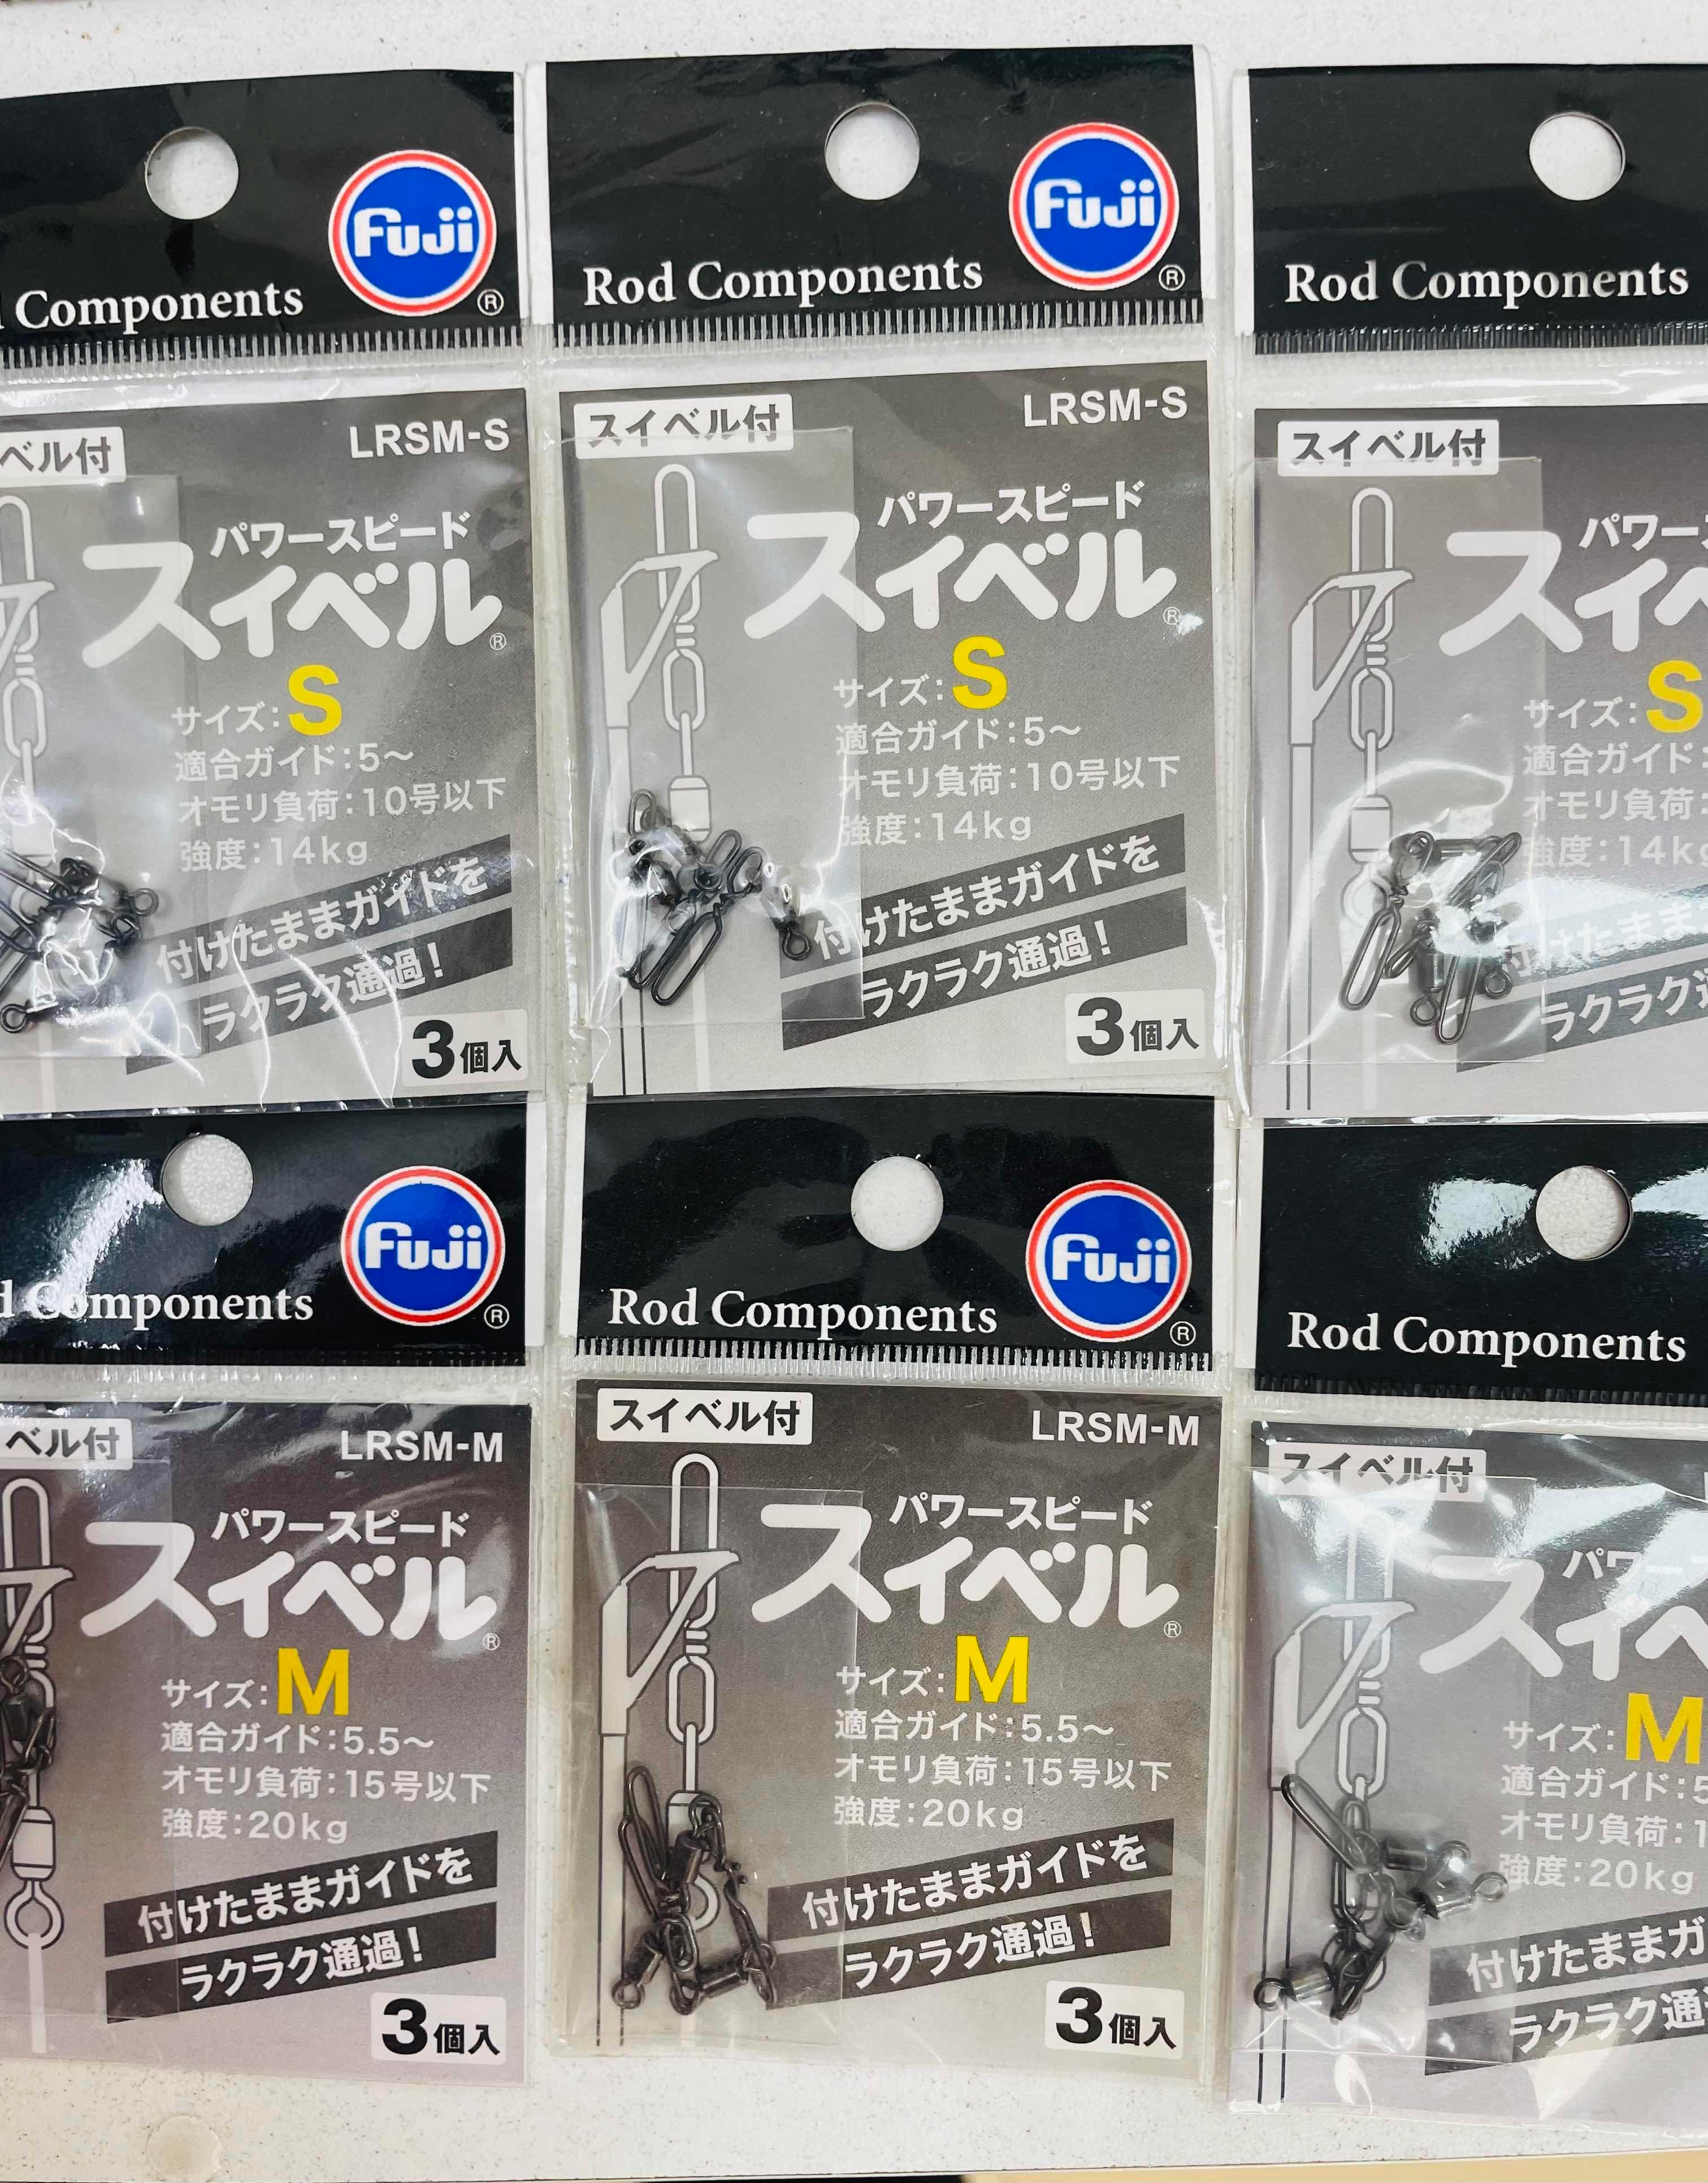 Components
Fuji
®
ベル付
LRSM-S
パワースピード
スイベル®
サイズ:S
適合ガイド:5〜
オモリ負荷:10号以下
強度:14kg
付けたままガイドを
ラクラク通過!
3個入
Rod Components
Fuji
®
スイベル付
LRSM-S
パワースピード
スイベル®
サイズ:S
適合ガイド:5〜
オモリ負荷:10号以下
強度:14kg
付けたままガイドを
ラクラク通過!
3個入
Rod Components
スイベル付
パワー
スイ
サイズ:S
適合ガイド:
オモリ負荷
強度:14k
付けたまま
ラクラク
d Components
Fuji
®
ベル付
LRSM-M
パワースピード
スイベル®
サイズ:M
適合ガイド:5.5〜
オモリ負荷:15号以下
強度:20kg
付けたままガイドを
ラクラク通過!
3個入
Rod Components
Fuji
®
スイベル付
LRSM-M
パワースピード
スイベル®
サイズ:M
適合ガイド:5.5〜
オモリ負荷:15号以下
強度:20kg
付けたままガイドを
ラクラク通過!
3個入
Rod Components
スイベル付
パワー
スイ
サイズ:M
適合ガイド:5
オモリ負荷:1
強度:20kg
付けたままガ
ラクラク通